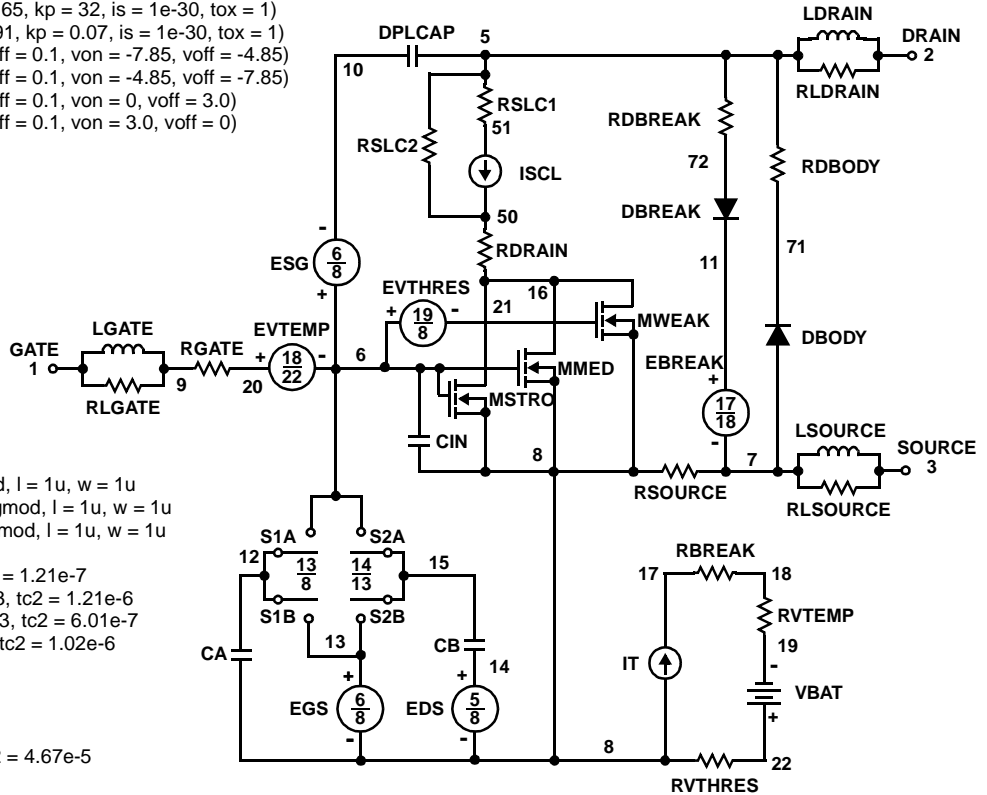 65, kp = 32, is = 1e-30, tox = 1)
91, kp = 0.07, is = 1e-30, tox = 1)
ff = 0.1, von = -7.85, voff = -4.85)
ff = 0.1, von = -4.85, voff = -7.85)
ff = 0.1, von = 0, voff = 3.0)
ff = 0.1, von = 3.0, voff = 0)
LDRAIN
DPLCAP 5 DRAIN
10 2
RLDRAIN
RSLC1
51
RDBREAK
RSLC2
72
RDBODY
ISCL
DBREAK
50
-
RDRAIN
71
ESG 6 8
11
+
EVTHRES
16
21
+ 19 8 -
MWEAK
LGATE EVTEMP
DBODY
GATE RGATE
+ 18 22 -
6
MMED
EBREAK
1
9 20
+
RLGATE
MSTRO
17 18
LSOURCE
CIN
-
SOURCE
8 7 3
RSOURCE
RLSOURCE
d, l = 1u, w = 1u
gmod, l = 1u, w = 1u
mod, l = 1u, w = 1u
S1A S2A
RBREAK
12 13 8 14 13 15
17 18
= 1.21e-7
3, tc2 = 1.21e-6
3, tc2 = 6.01e-7
tc2 = 1.02e-6
S1B S2B
RVTEMP
13
CB
19
CA
14
IT
-
+ +
VBAT
EGS 6 8 EDS 5 8
+
- -
8
22
2 = 4.67e-5
RVTHRES